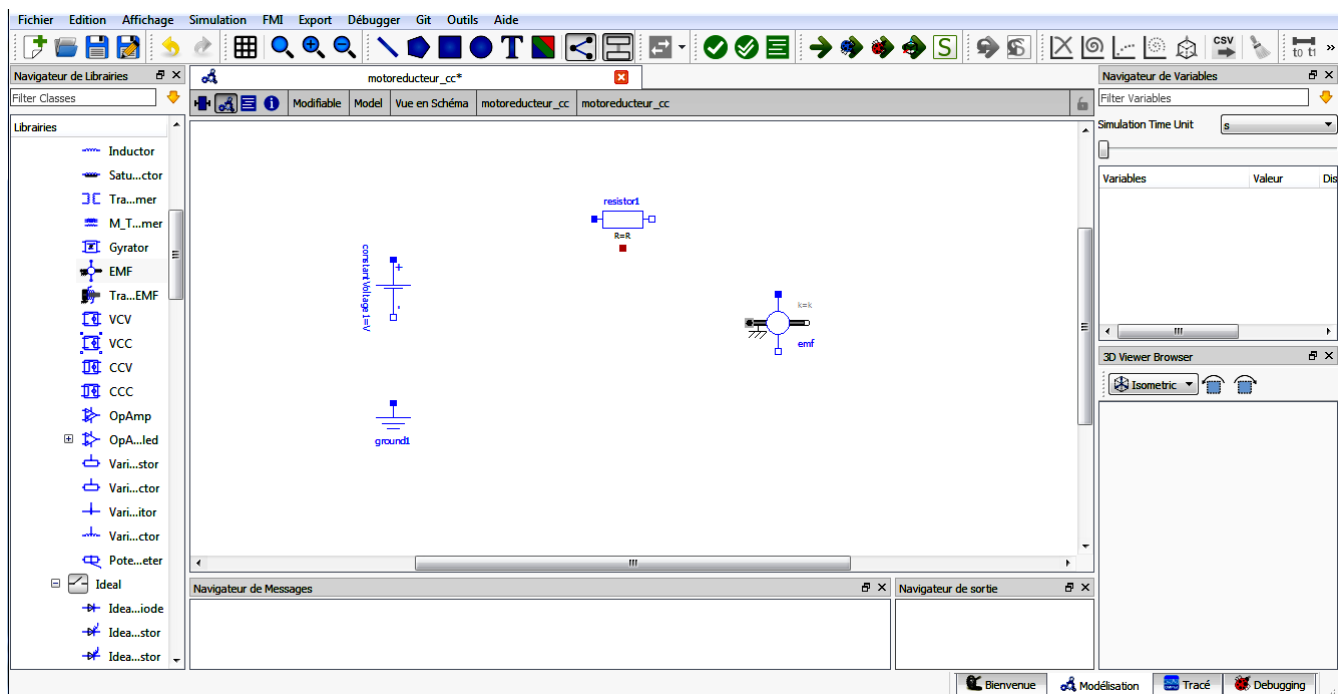 Fichier Edition Affichage Simulation FMI Export Débugger Git Outils Aide
T
S
CSV
to ti
»
Navigateur de Librairies
Filter Classes
Librairies
Inductor
Satu...ctor
Tra...mer
M_T...mer
Gyrator
EMF
Tra...EMF
VCV
VCC
CCV
CCC
OpAmp
OpA...led
Vari...stor
Vari...ctor
Vari...itor
Vari...ctor
Pote...eter
Ideal
Idea...iode
Idea...stor
Idea...stor
motoreducteur_cc*
Modifiable Model Vue en Schéma motoreducteur_cc motoreducteur_cc
resistor1
R=R
constantVoltage1=V
+
-
k=k
emf
ground1
Navigateur de Messages
Navigateur de sortie
Navigateur de Variables
Filter Variables
Simulation Time Unit s
Variables Valeur Dis
3D Viewer Browser
Isometric
Bienvenue Modélisation Tracé Debugging